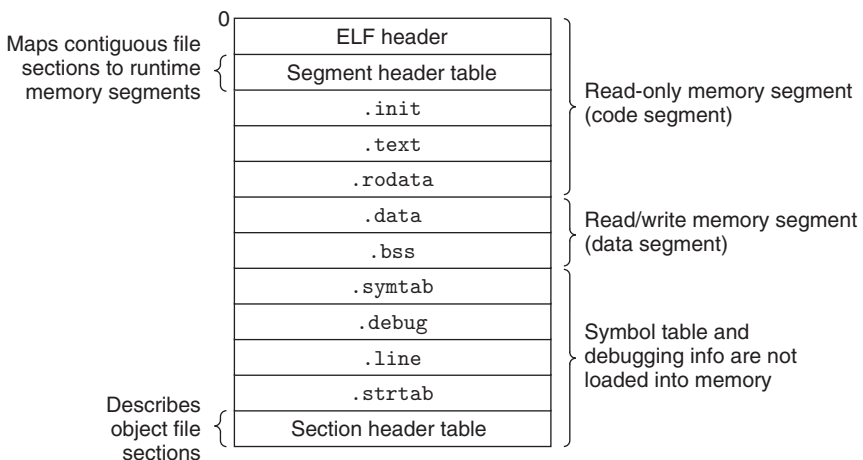 0
Maps contiguous file
sections to runtime
memory segments
ELF header
Segment header table
.init
.text
.rodata
.data
.bss
.symtab
.debug
.line
.strtab
Section header table
Describes
object file
sections
Read-only memory segment
(code segment)
Read/write memory segment
(data segment)
Symbol table and
debugging info are not
loaded into memory